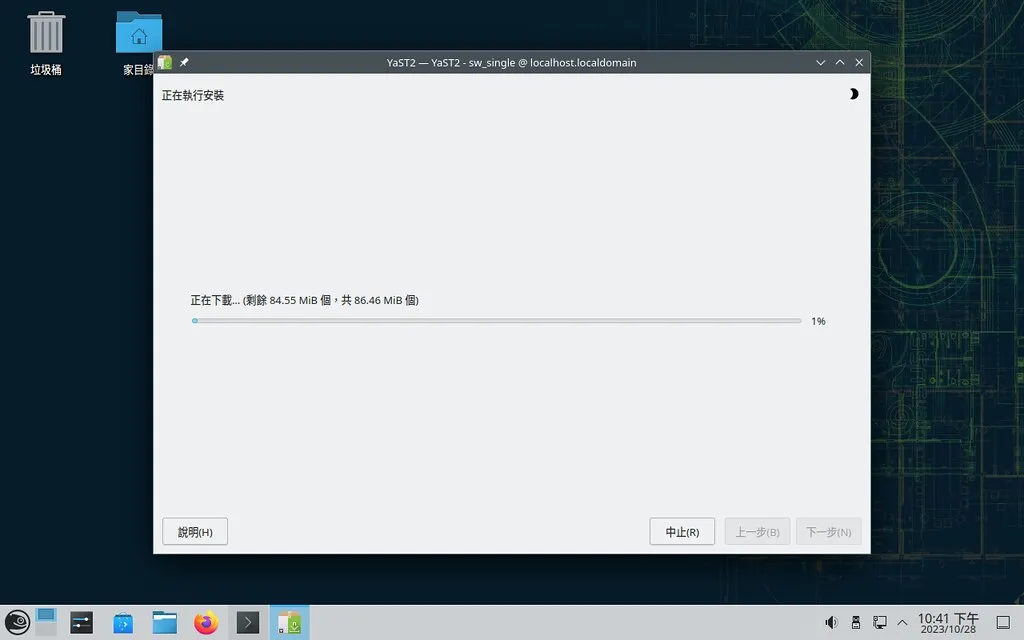 垃圾桶
家目錄
YaST2 — YaST2 - sw_single @ localhost.localdomain
正在執行安裝
正在下載... (剩餘 84.55 MiB 個，共 86.46 MiB 個)
1%
說明(H)
中止(R)
上一步(B)
下一步(N)
10:41 下午
2023/10/28